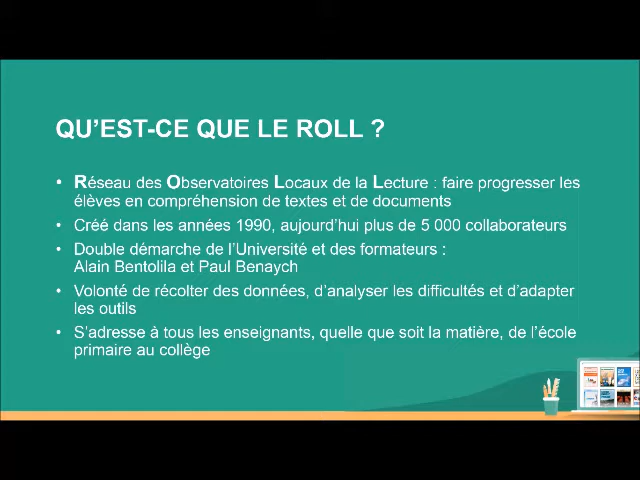 QU'EST-CE QUE LE ROLL ?
• Réseau des Observatoires Locaux de la Lecture : faire progresser les
élèves en compréhension de textes et de documents
• Créé dans les années 1990, aujourd'hui plus de 5 000 collaborateurs
• Double démarche de l'Université et des formateurs :
Alain Bentolila et Paul Benaych
• Volonté de récolter des données, d'analyser les difficultés et d'adapter
les outils
• S'adresse à tous les enseignants, quelle que soit la matière, de l'école
primaire au collège